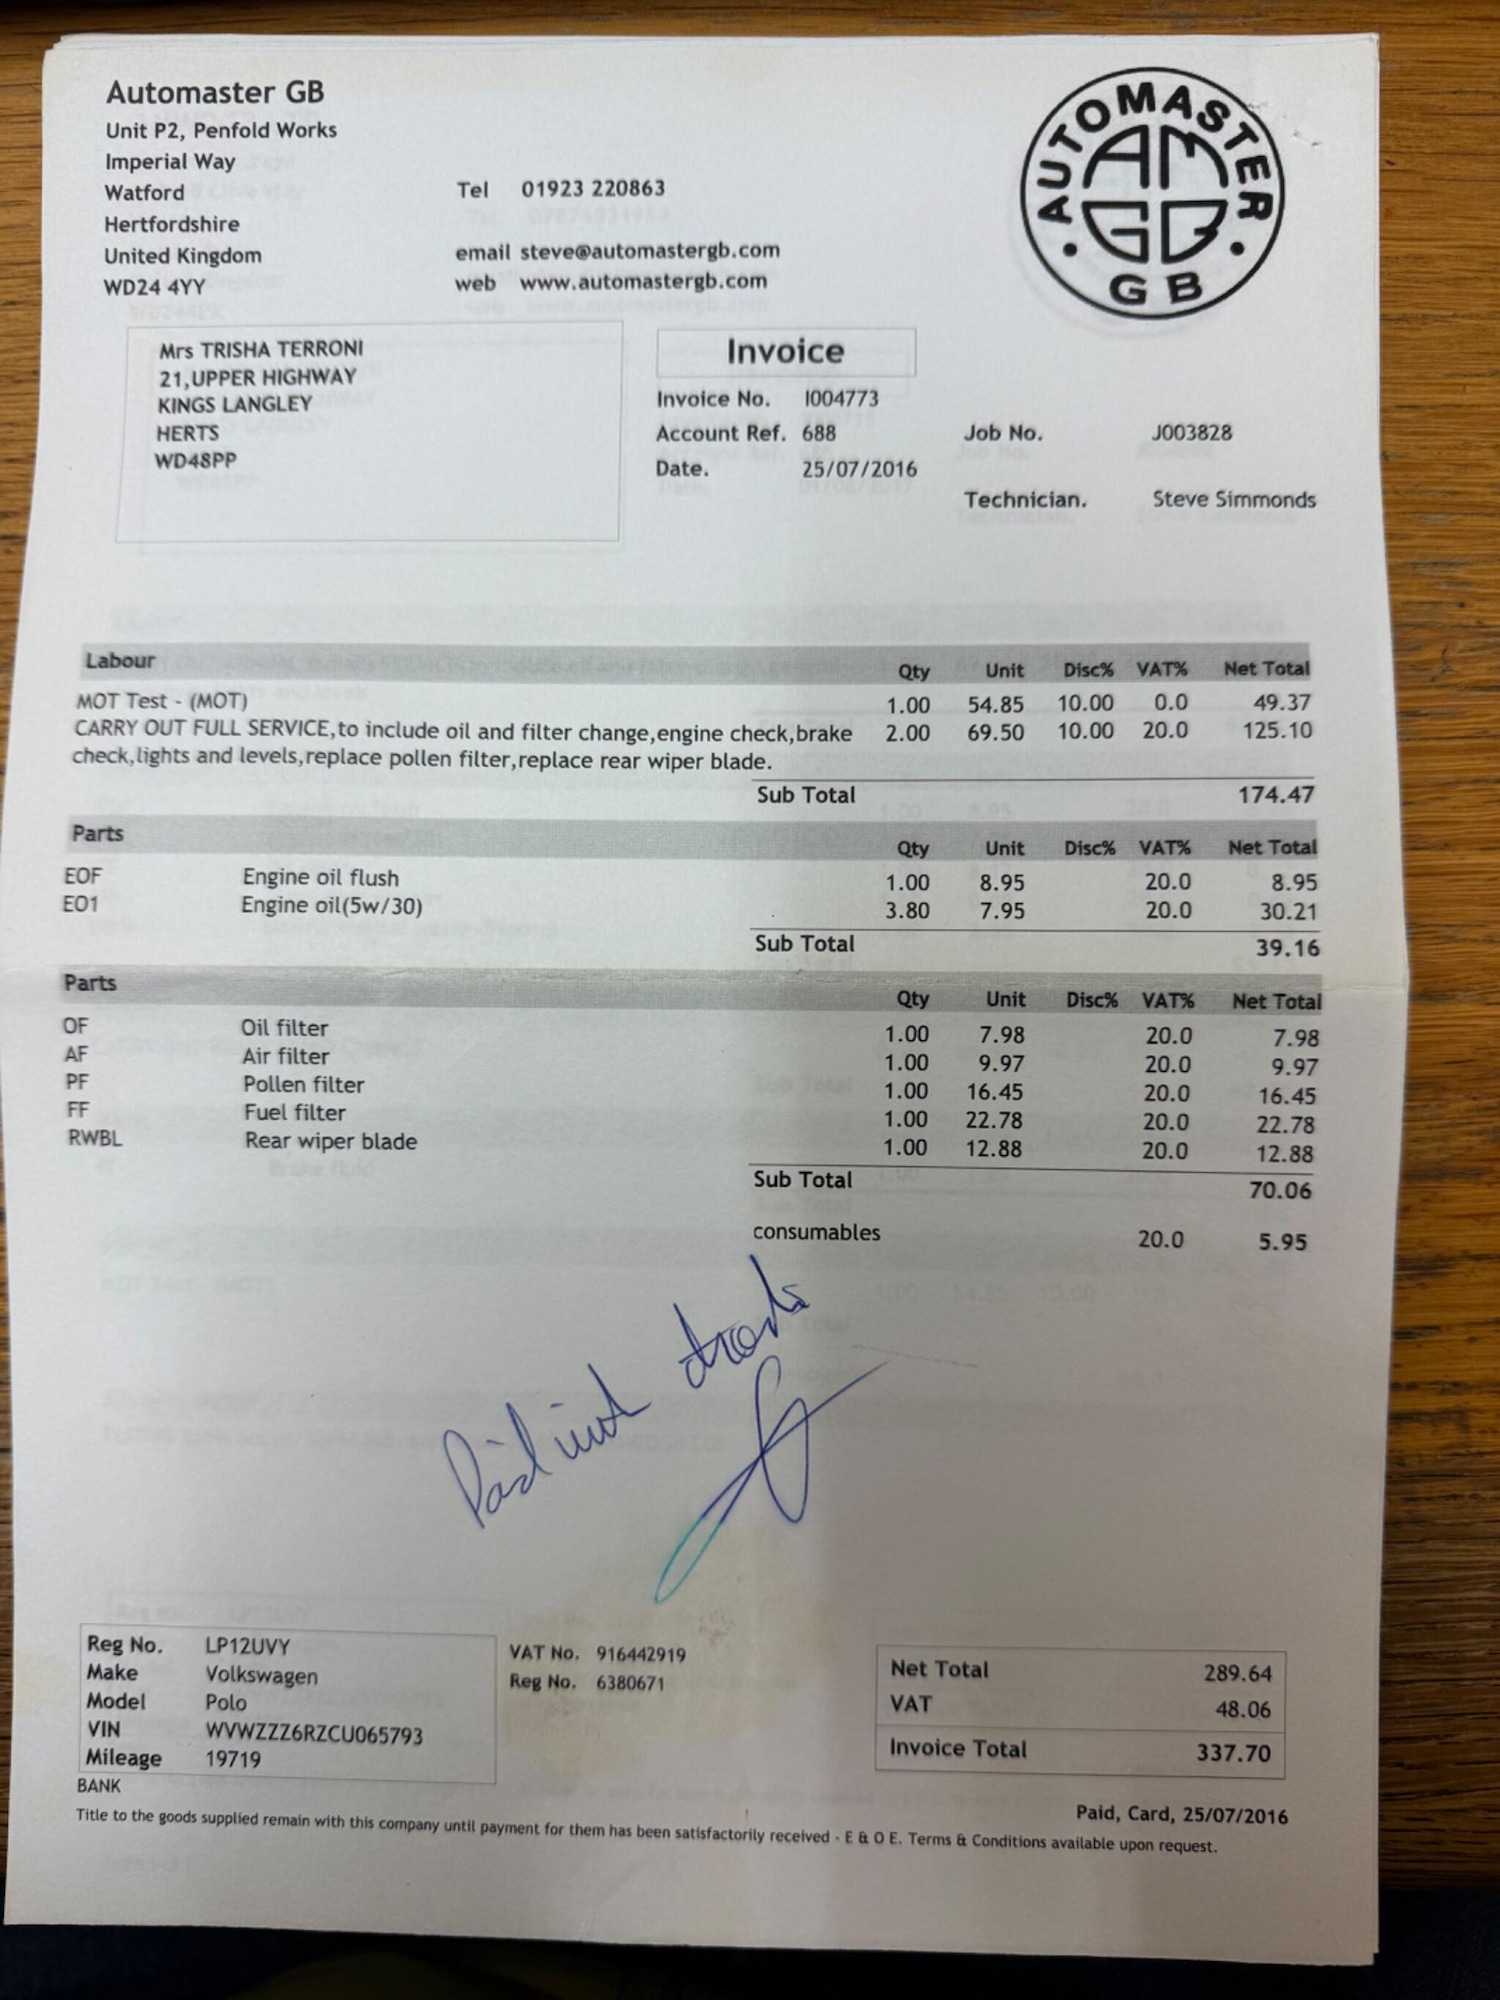 Automaster GB
Unit P2, Penfold Works
Imperial Way
Watford
Hertfordshire
United Kingdom
WD24 4YY
Tel 01923 220863
email steve@automastergb.com
web www.automastergb.com
AUTOMASTER
AM
GB
GB
Mrs TRISHA TERRONI
21,UPPER HIGHWAY
KINGS LANGLEY
HERTS
WD48PP
Invoice
Invoice No. I004773
Account Ref. 688 Job No. J003828
Date. 25/07/2016
Technician. Steve Simmonds
Labour Qty Unit Disc% VAT% Net Total
MOT Test - (MOT) 1.00 54.85 10.00 0.0 49.37
CARRY OUT FULL SERVICE,to include oil and filter change,engine check,brake 2.00 69.50 10.00 20.0 125.10
check,lights and levels,replace pollen filter,replace rear wiper blade.
Sub Total 174.47
Parts Qty Unit Disc% VAT% Net Total
EOF Engine oil flush 1.00 8.95 20.0 8.95
EO1 Engine oil(5w/30) 3.80 7.95 20.0 30.21
Sub Total 39.16
Parts Qty Unit Disc% VAT% Net Total
OF Oil filter 1.00 7.98 20.0 7.98
AF Air filter 1.00 9.97 20.0 9.97
PF Pollen filter 1.00 16.45 20.0 16.45
FF Fuel filter 1.00 22.78 20.0 22.78
RWBL Rear wiper blade 1.00 12.88 20.0 12.88
Sub Total 70.06
consumables 20.0 5.95
Paid with thanks
Reg No. LP12UVY
Make Volkswagen
Model Polo
VIN WVWZZZ6RZCU065793
Mileage 19719
BANK
VAT No. 916442919
Reg No. 6380671
Net Total 289.64
VAT 48.06
Invoice Total 337.70
Paid, Card, 25/07/2016
Title to the goods supplied remain with this company until payment for them has been satisfactorily received - E & O E. Terms & Conditions available upon request.